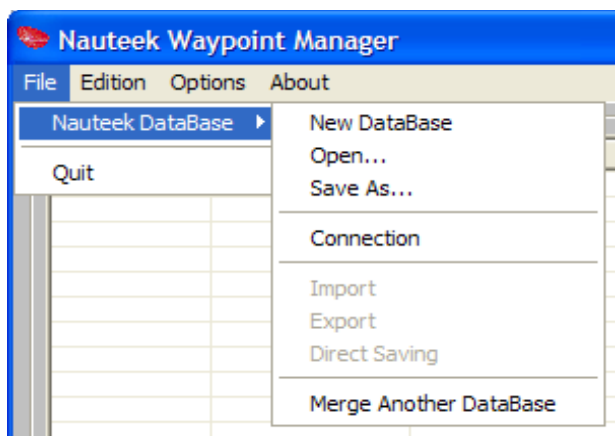 Nauteek Waypoint Manager
File Edition Options About
Nauteek DataBase
Quit
New DataBase
Open...
Save As...
Connection
Import
Export
Direct Saving
Merge Another DataBase